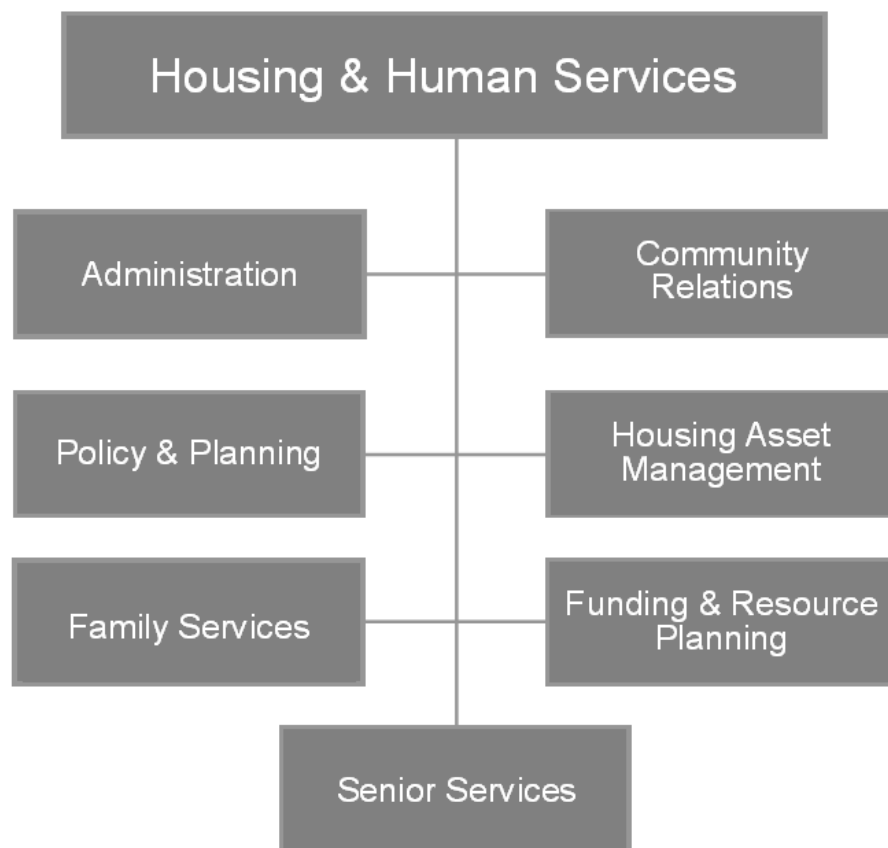 Housing & Human Services
Administration
Community
Relations
Policy & Planning
Housing Asset
Management
Family Services
Funding & Resource
Planning
Senior Services